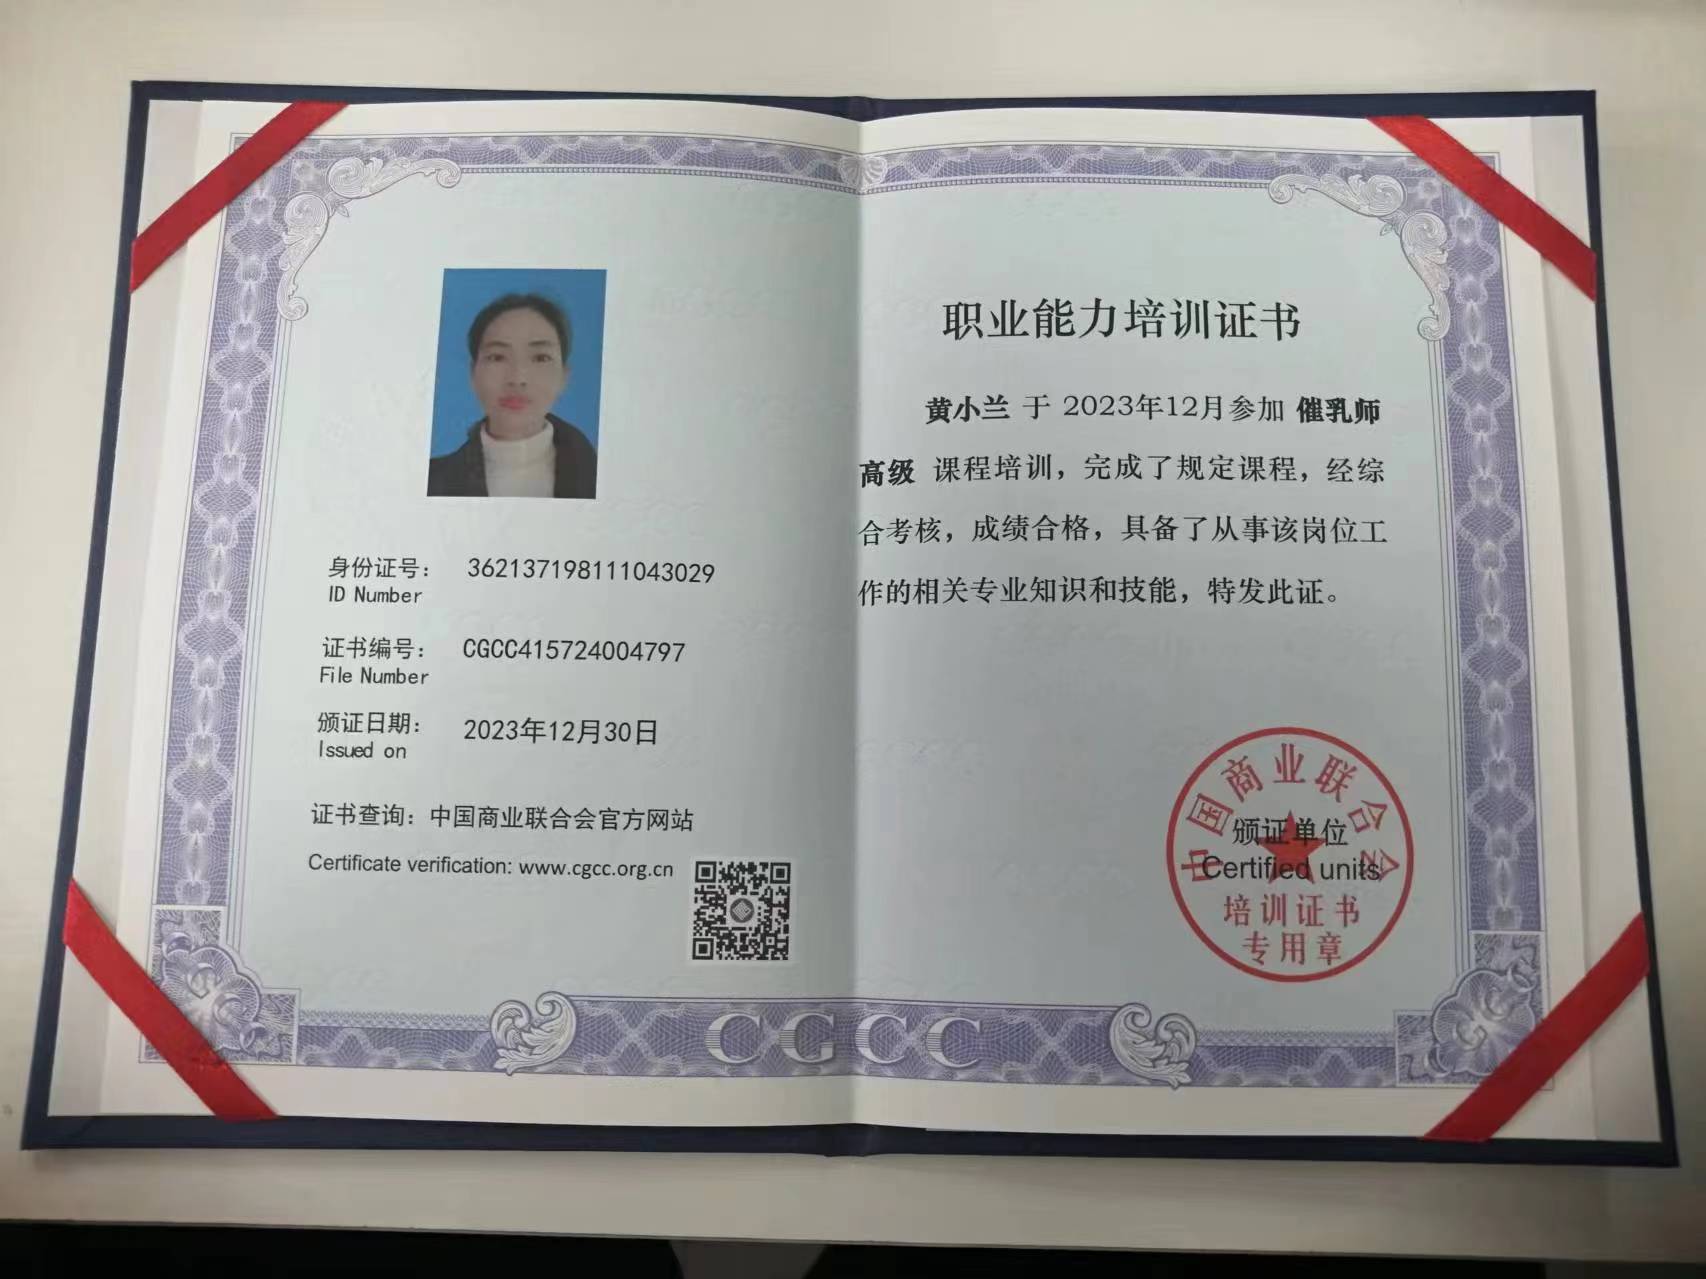 身份证号： 362137198111043029
ID Number
证书编号： CGCC415724004797
File Number
颁证日期： 2023年12月30日
Issued on
证书查询：中国商业联合会官方网站
Certificate verification: www.cgcc.org.cn
职业能力培训证书
黄小兰 于 2023年12月参加 催乳师
高级 课程培训，完成了规定课程，经综
合考核，成绩合格，具备了从事该岗位工
作的相关专业知识和技能，特发此证。
中国商业联合会
颁证单位
Certified units
培训证书
专用章
CGCC